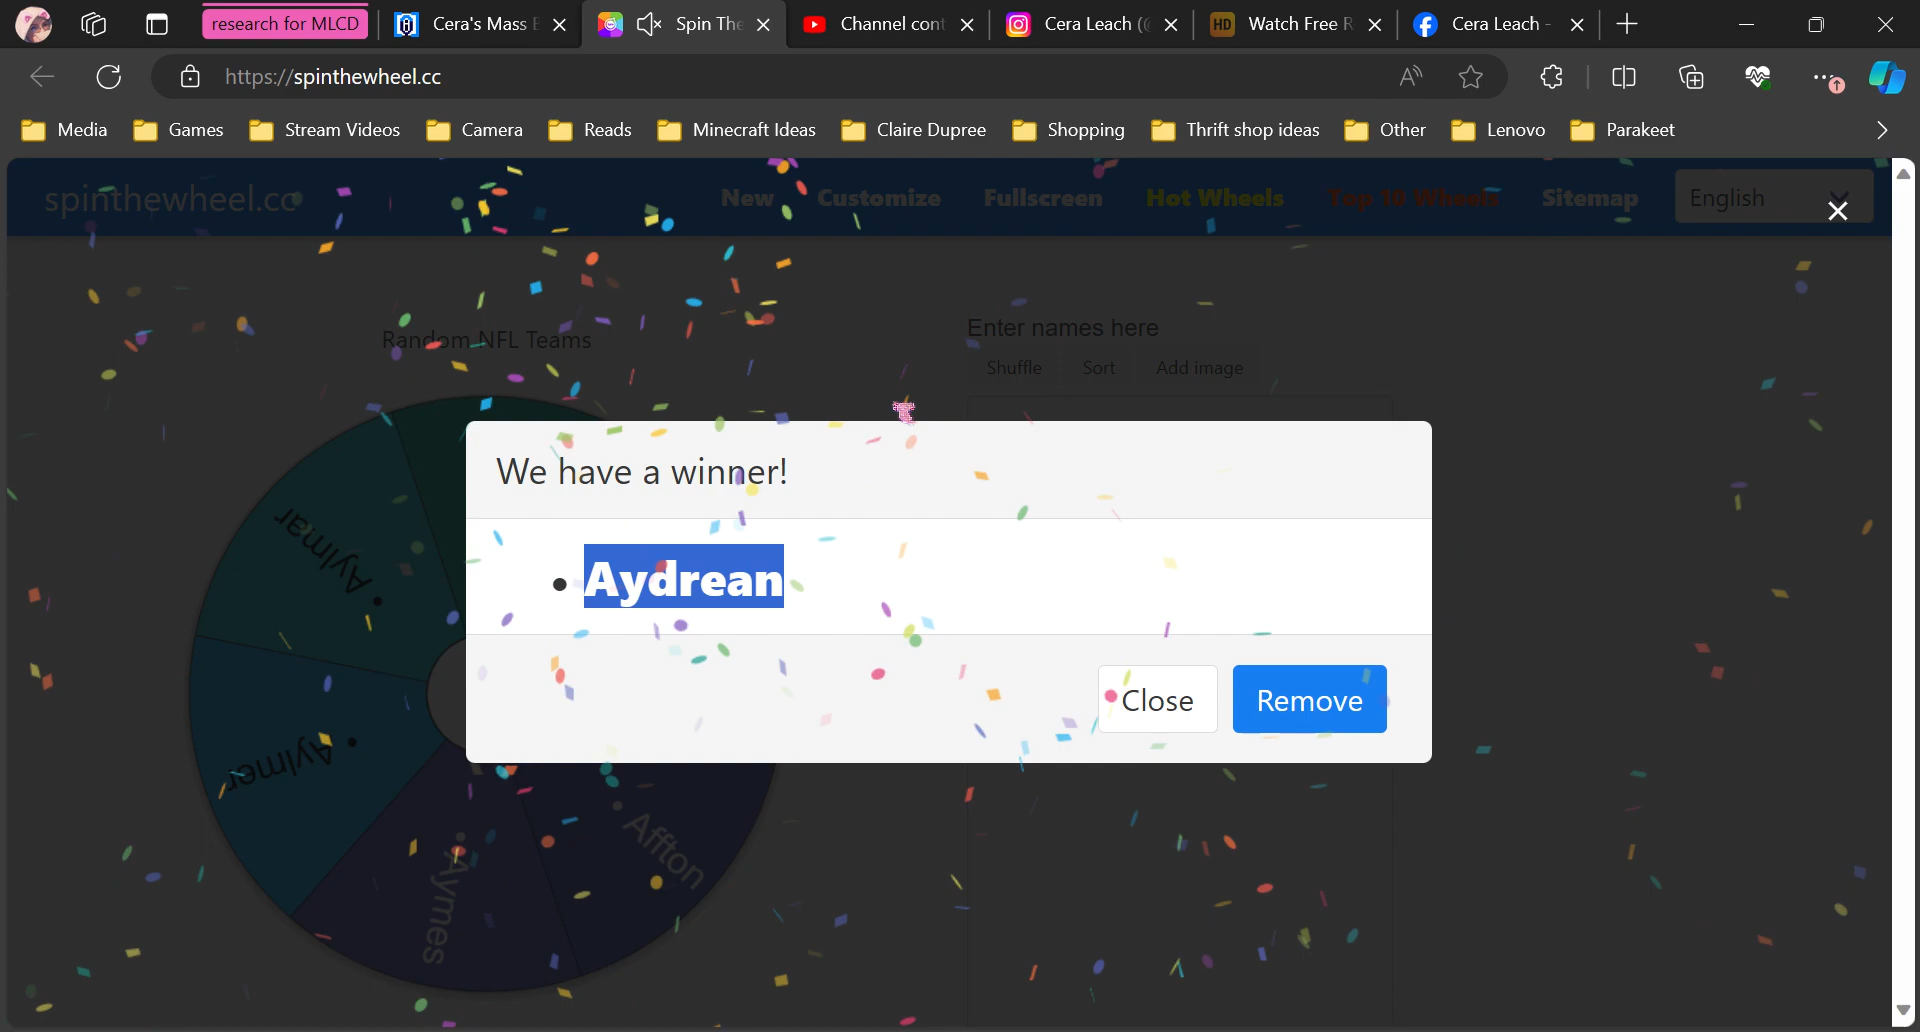 research for MLCD
Cera's Mass E
Spin The
Channel cont
Cera Leach (@
Watch Free R
Cera Leach -
https://spinthewheel.cc
Media
Games
Stream Videos
Camera
Reads
Minecraft Ideas
Claire Dupree
Shopping
Thrift shop ideas
Other
Lenovo
Parakeet
spinthewheel.cc
New
Customize
Fullscreen
Hot Wheels
Top 10 Wheels
Sitemap
English
Random NFL Teams
Enter names here
Shuffle
Sort
Add image
We have a winner!
• Aydrean
Close
Remove
• Aylmar
• Aylmer
• Aymes
• Affton